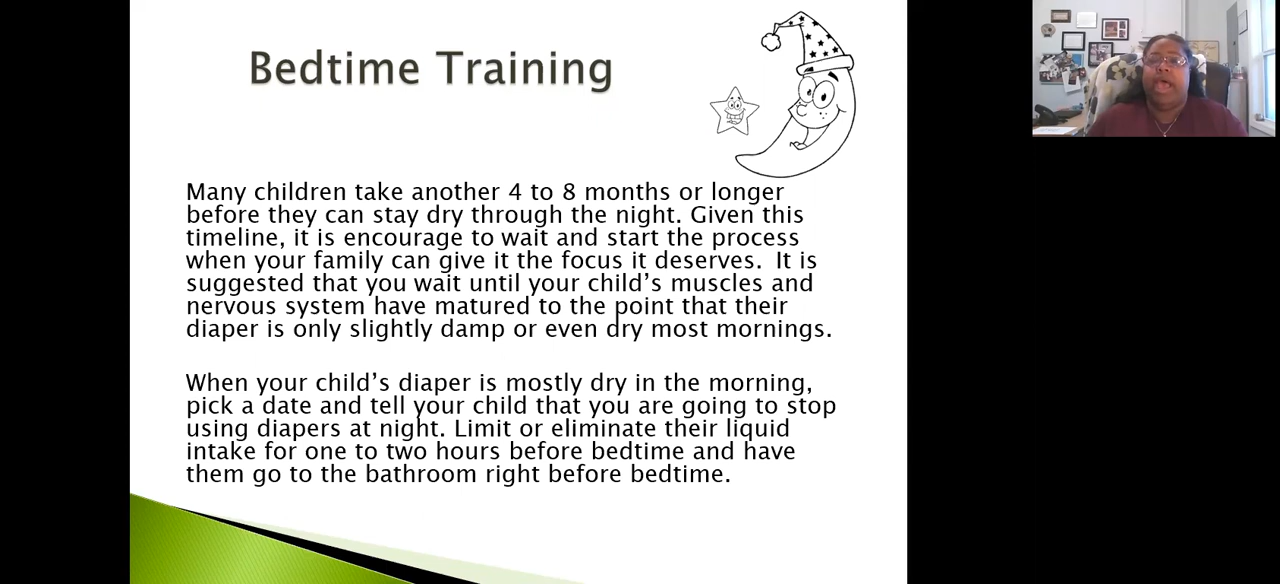 Bedtime Training
Many children take another 4 to 8 months or longer
before they can stay dry through the night. Given this
timeline, it is encourage to wait and start the process
when your family can give it the focus it deserves.  It is
suggested that you wait until your child’s muscles and
nervous system have matured to the point that their
diaper is only slightly damp or even dry most mornings.
When your child’s diaper is mostly dry in the morning,
pick a date and tell your child that you are going to stop
using diapers at night. Limit or eliminate their liquid
intake for one to two hours before bedtime and have
them go to the bathroom right before bedtime.